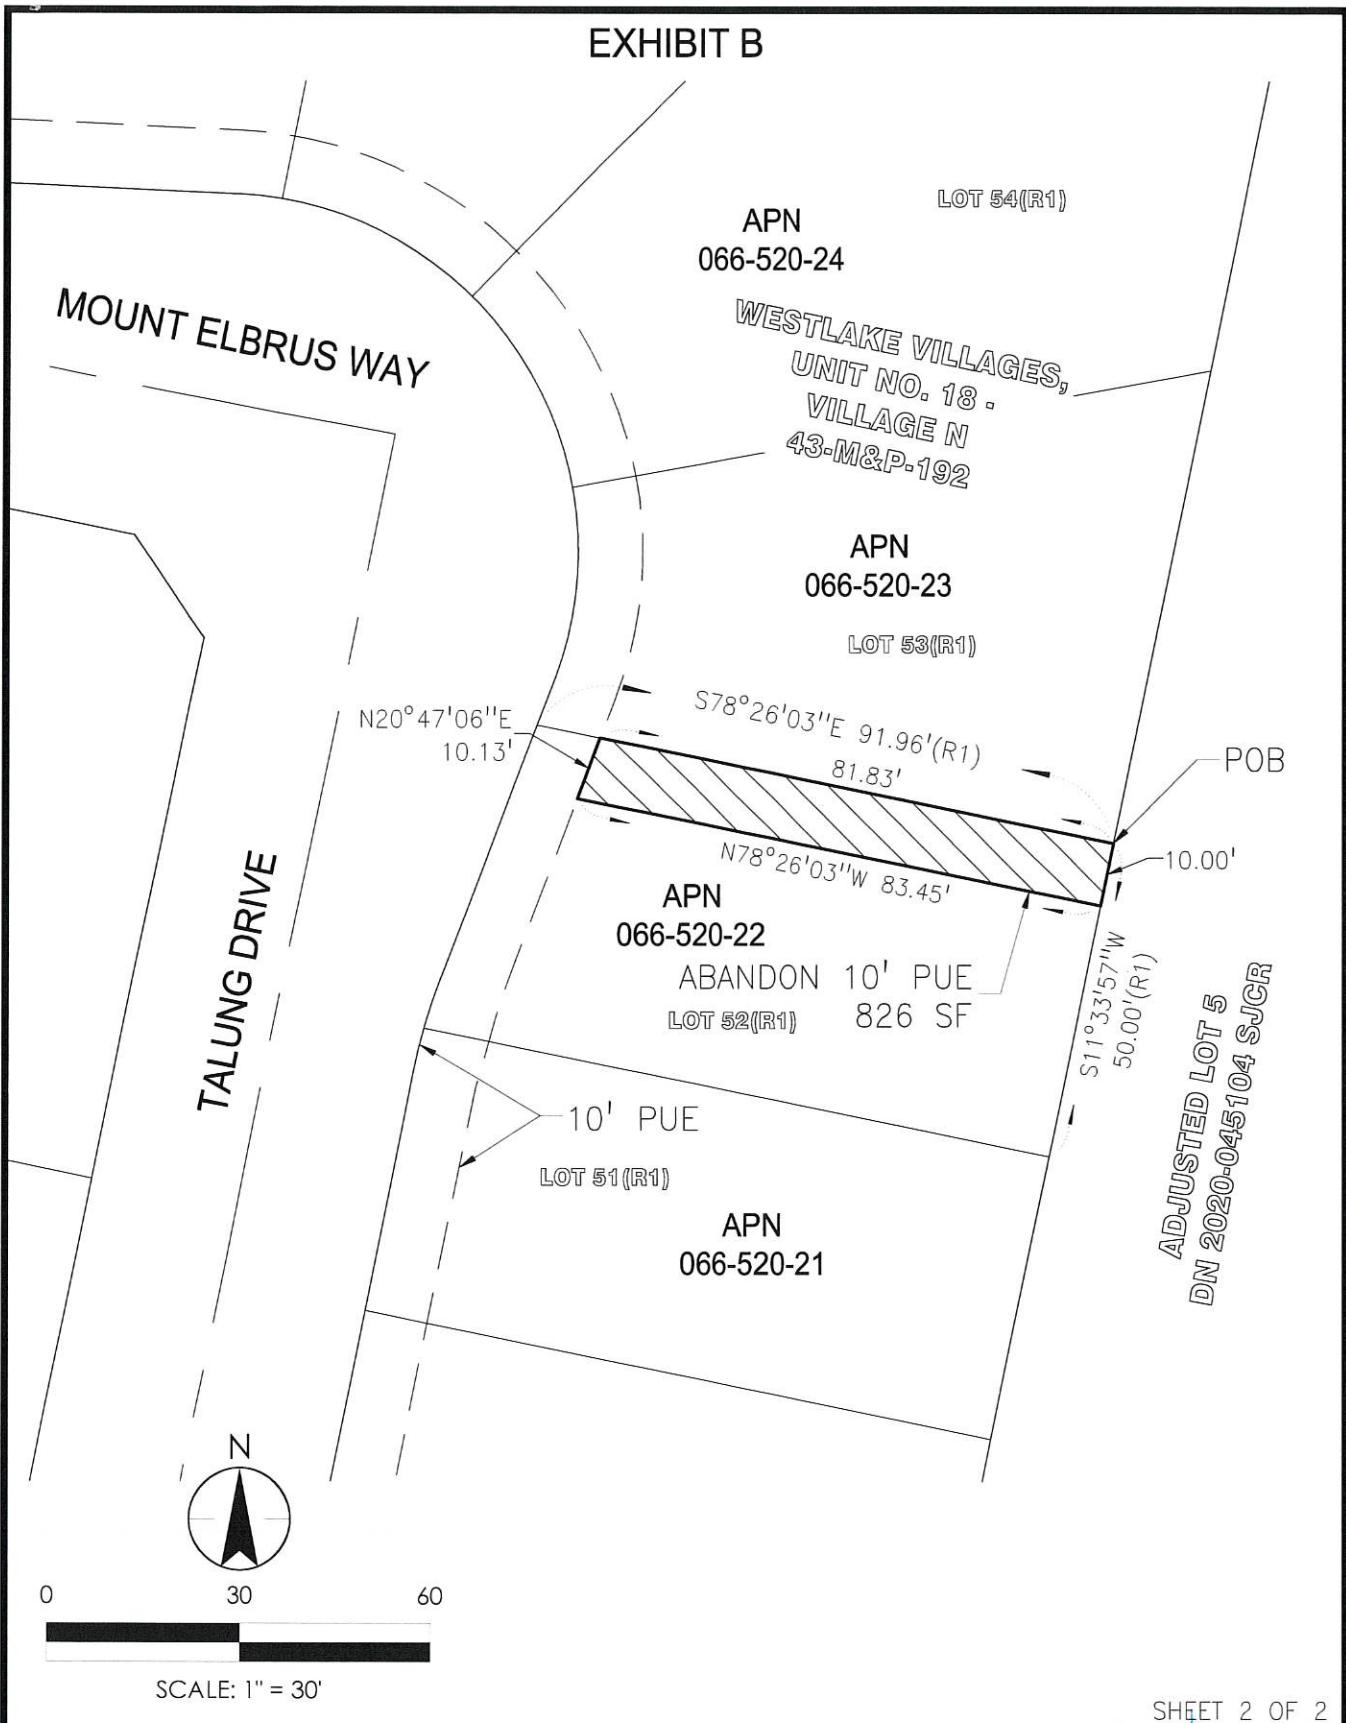 EXHIBIT B
LOT 54(R1)
APN
066-520-24
WESTLAKE VILLAGES,
UNIT NO. 18 -
VILLAGE N
43-M&P-192
MOUNT ELBRUS WAY
APN
066-520-23
LOT 53(R1)
N20°47'06"E
10.13'
S78°26'03"E 91.96'(R1)
81.83'
POB
10.00'
N78°26'03"W 83.45'
APN
066-520-22
ABANDON 10' PUE
826 SF
LOT 52(R1)
S11°33'57"W
50.00'(R1)
ADJUSTED LOT 5
DN 2020-045104 SJCR
TALUNG DRIVE
10' PUE
LOT 51(R1)
APN
066-520-21
N
0 30 60
SCALE: 1" = 30'
SHEET 2 OF 2